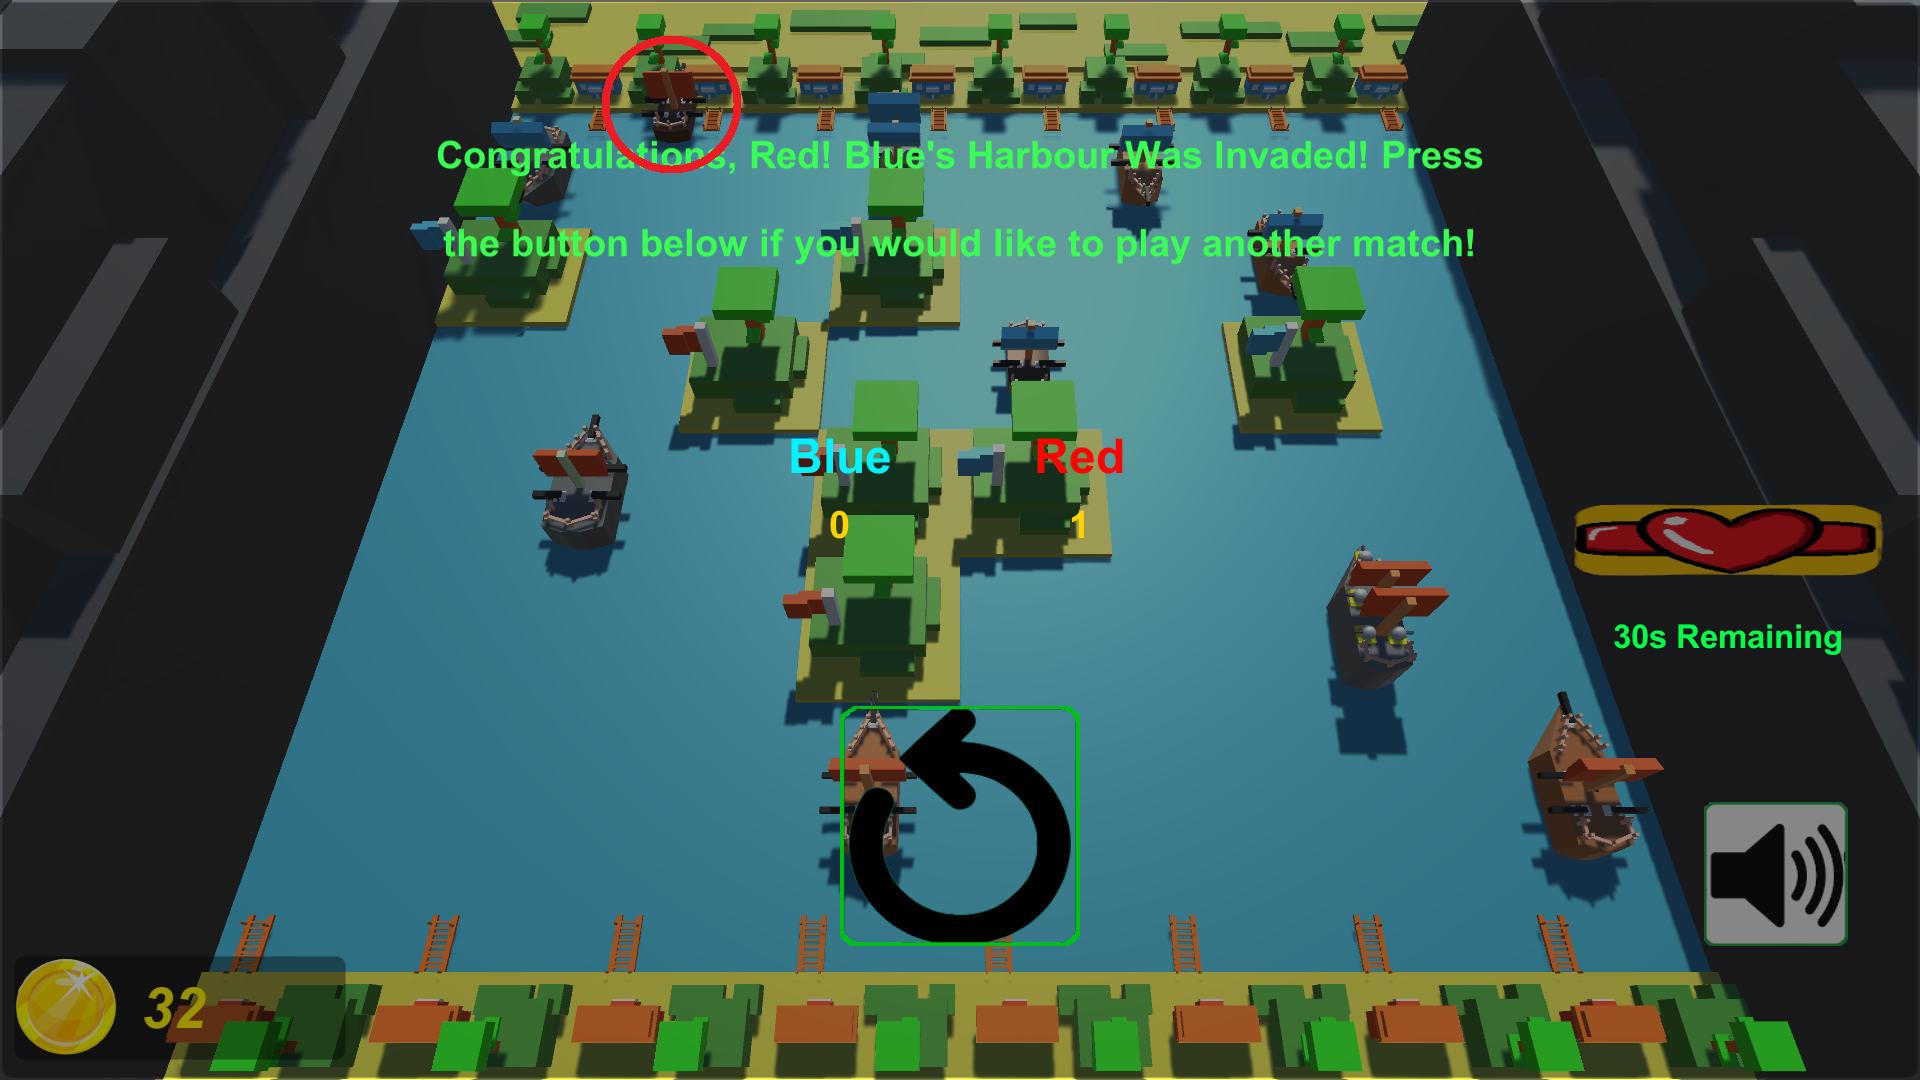 Congratulations, Red! Blue's Harbour Was Invaded! Press
the button below if you would like to play another match!
Blue
Red
0
1
30s Remaining
32